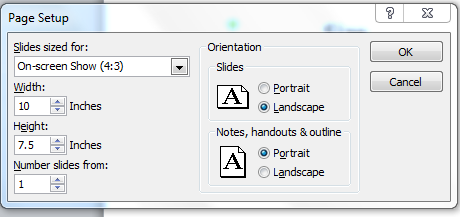 Page Setup
Slides sized for:
On-screen Show (4:3)
Width:
10 Inches
Height:
7.5 Inches
Number slides from:
1
Orientation
Slides
A
Portrait
Landscape
Notes, handouts & outline
A
Portrait
Landscape
OK
Cancel